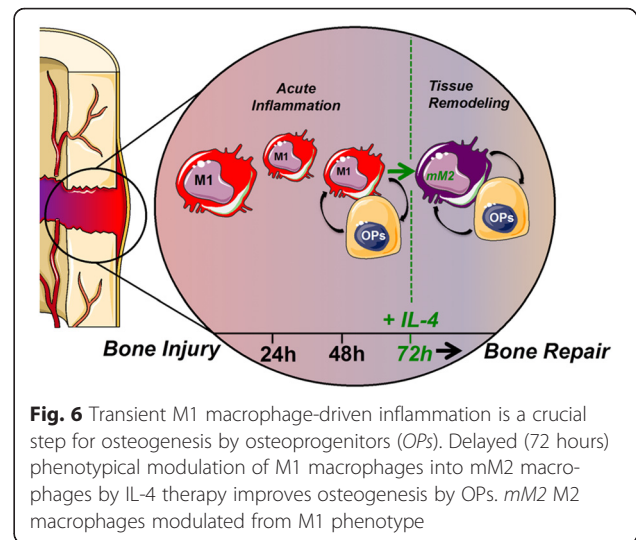 Acute
Inflammation
Tissue
Remodeling
M1
M1
M1
mM2
OPs
OPs
+ IL-4
Bone Injury
24h
48h
72h
Bone Repair
Fig. 6 Transient M1 macrophage-driven inflammation is a crucial
step for osteogenesis by osteoprogenitors (OPs). Delayed (72 hours)
phenotypical modulation of M1 macrophages into mM2 macro-
phages by IL-4 therapy improves osteogenesis by OPs. mM2 M2
macrophages modulated from M1 phenotype